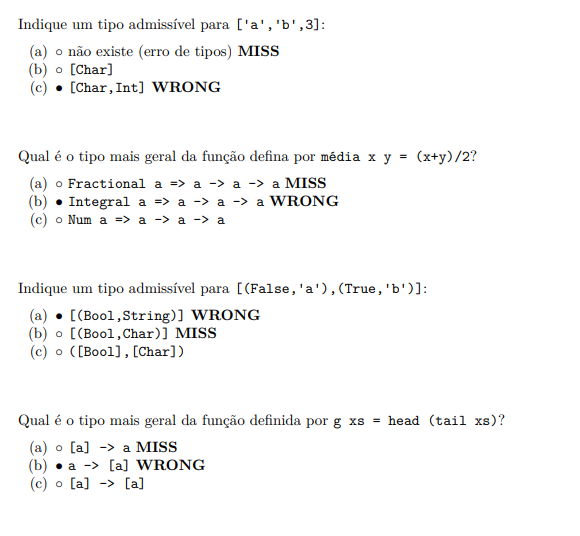 Indique um tipo admissível para ['a','b',3]:
(a) ○ não existe (erro de tipos) MISS
(b) ○ [Char]
(c) ● [Char,Int] WRONG
Qual é o tipo mais geral da função defina por média x y = (x+y)/2?
(a) ○ Fractional a => a -> a -> a MISS
(b) ● Integral a => a -> a -> a WRONG
(c) ○ Num a => a -> a -> a
Indique um tipo admissível para [(False,'a'),(True,'b')]:
(a) ● [(Bool,String)] WRONG
(b) ○ [(Bool,Char)] MISS
(c) ○ ([Bool],[Char])
Qual é o tipo mais geral da função definida por g xs = head (tail xs)?
(a) ○ [a] -> a MISS
(b) ● a -> [a] WRONG
(c) ○ [a] -> [a]